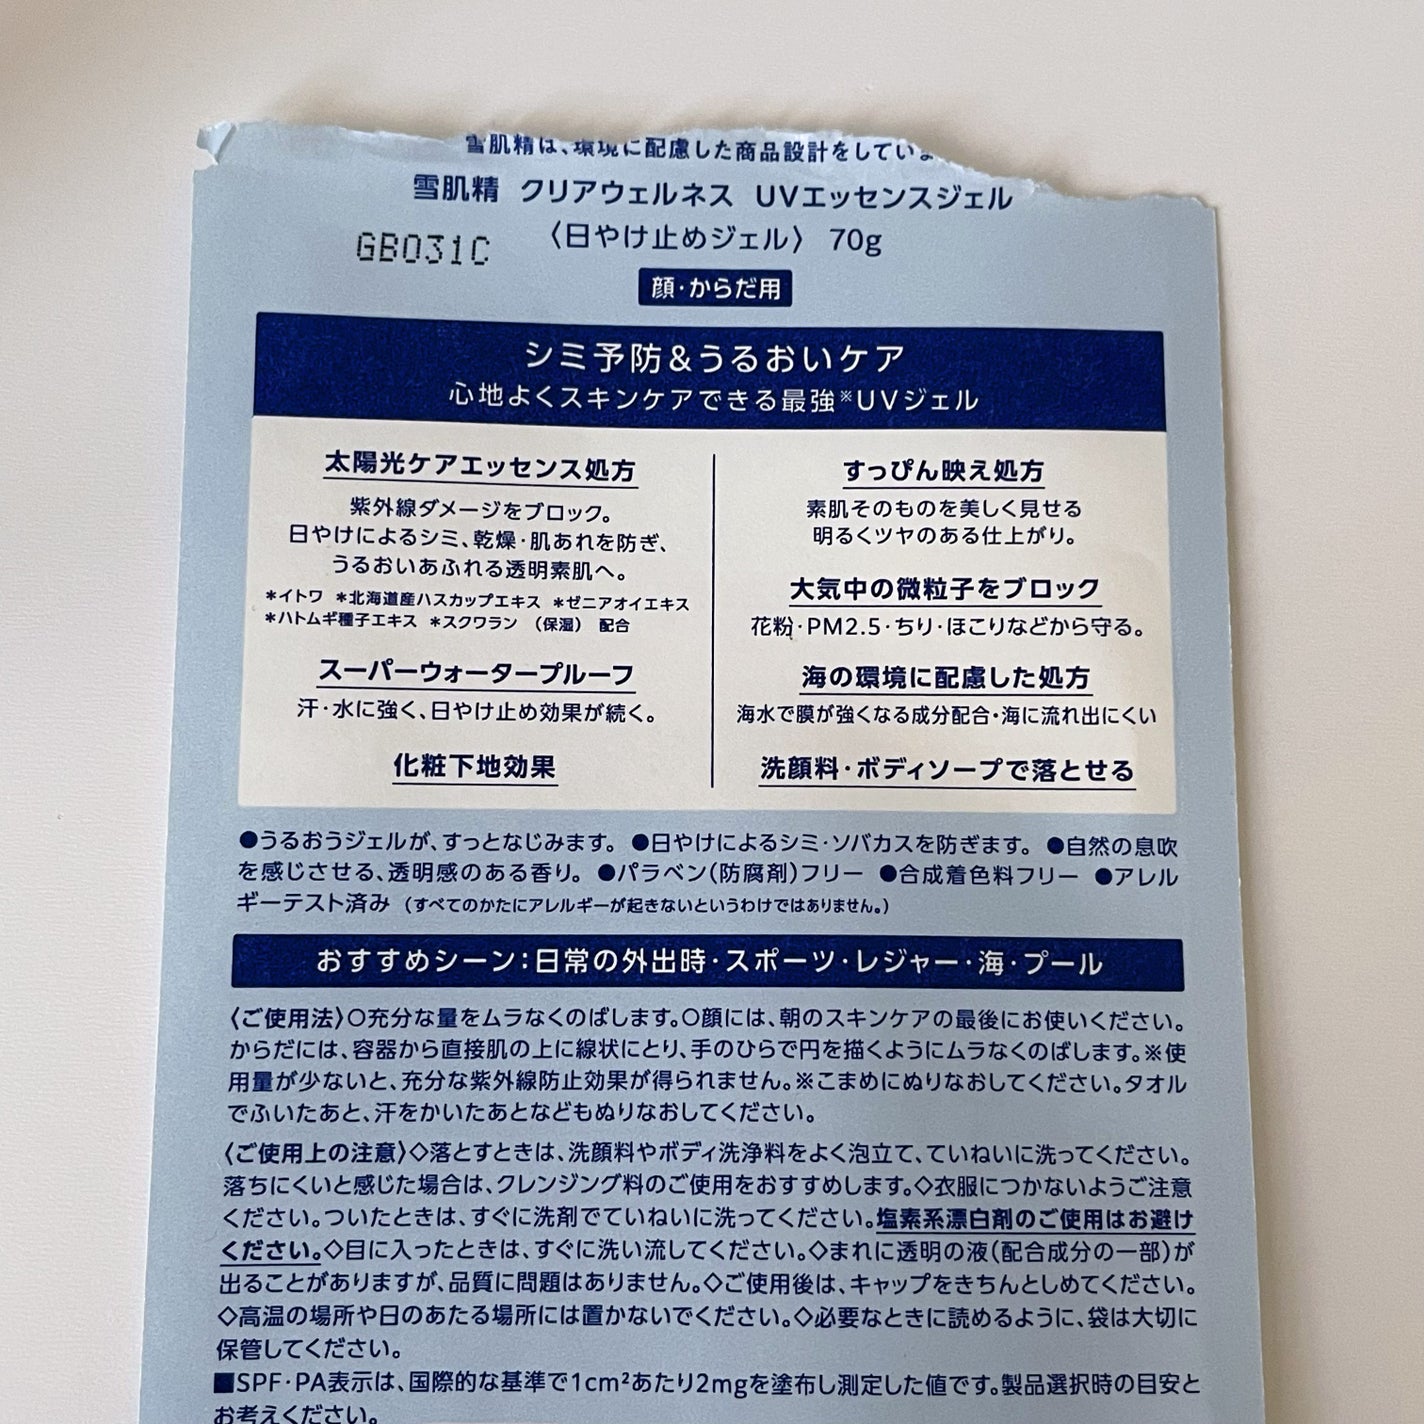 雪肌精は、環境に配慮した商品設計をしていま
雪肌精 クリアウェルネス UVエッセンスジェル
〈日やけ止めジェル〉 70g
GB031C
顔・からだ用
シミ予防&うるおいケア
心地よくスキンケアできる最強※UVジェル
太陽光ケアエッセンス処方
紫外線ダメージをブロック。
日やけによるシミ、乾燥・肌あれを防ぎ、
うるおいあふれる透明素肌へ。
*イトワ *北海道産ハスカップエキス *ゼニアオイエキス
*ハトムギ種子エキス *スクワラン （保湿） 配合
スーパーウォータープルーフ
汗・水に強く、日やけ止め効果が続く。
化粧下地効果
すっぴん映え処方
素肌そのものを美しく見せる
明るくツヤのある仕上がり。
大気中の微粒子をブロック
花粉・PM2.5・ちり・ほこりなどから守る。
海の環境に配慮した処方
海水で膜が強くなる成分配合・海に流れ出にくい
洗顔料・ボディソープで落とせる
●うるおうジェルが、すっとなじみます。 ●日やけによるシミ・ソバカスを防ぎます。 ●自然の息吹
を感じさせる、透明感のある香り。 ●パラベン（防腐剤）フリー ●合成着色料フリー ●アレル
ギーテスト済み （すべてのかたにアレルギーが起きないというわけではありません。）
おすすめシーン：日常の外出時・スポーツ・レジャー・海・プール
〈ご使用法〉○充分な量をムラなくのばします。○顔には、朝のスキンケアの最後にお使いください。
からだには、容器から直接肌の上に線状にとり、手のひらで円を描くようにムラなくのばします。※使
用量が少ないと、充分な紫外線防止効果が得られません。※こまめにぬりなおしてください。タオル
でふいたあと、汗をかいたあとなどもぬりなおしてください。
〈ご使用上の注意〉◇落とすときは、洗顔料やボディ洗浄料をよく泡立て、ていねいに洗ってください。
落ちにくいと感じた場合は、クレンジング料のご使用をおすすめします。◇衣服につかないようご注意
ください。ついたときは、すぐに洗剤でていねいに洗ってください。塩素系漂白剤のご使用はお避け
ください。◇目に入ったときは、すぐに洗い流してください。◇まれに透明の液（配合成分の一部）が
出ることがありますが、品質に問題はありません。◇ご使用後は、キャップをきちんとしめてください。
◇高温の場所や日のあたる場所には置かないでください。◇必要なときに読めるように、袋は大切に
保管してください。
■SPF・PA表示は、国際的な基準で1cm²あたり2mgを塗布し測定した値です。製品選択時の目安と
お考えください。